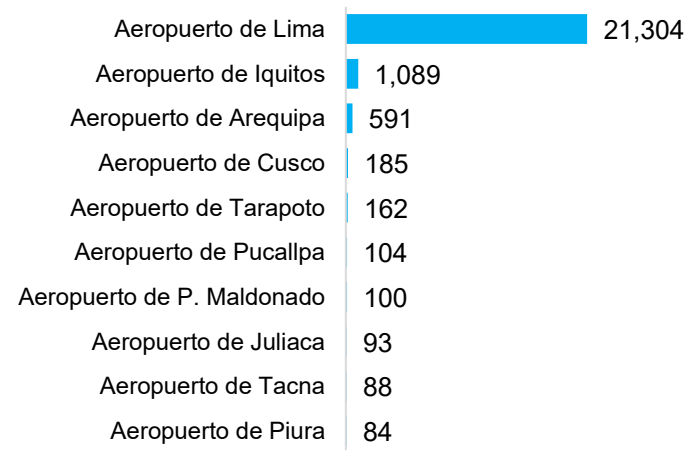 Aeropuerto de Lima 21,304
Aeropuerto de Iquitos 1,089
Aeropuerto de Arequipa 591
Aeropuerto de Cusco 185
Aeropuerto de Tarapoto 162
Aeropuerto de Pucallpa 104
Aeropuerto de P. Maldonado 100
Aeropuerto de Juliaca 93
Aeropuerto de Tacna 88
Aeropuerto de Piura 84